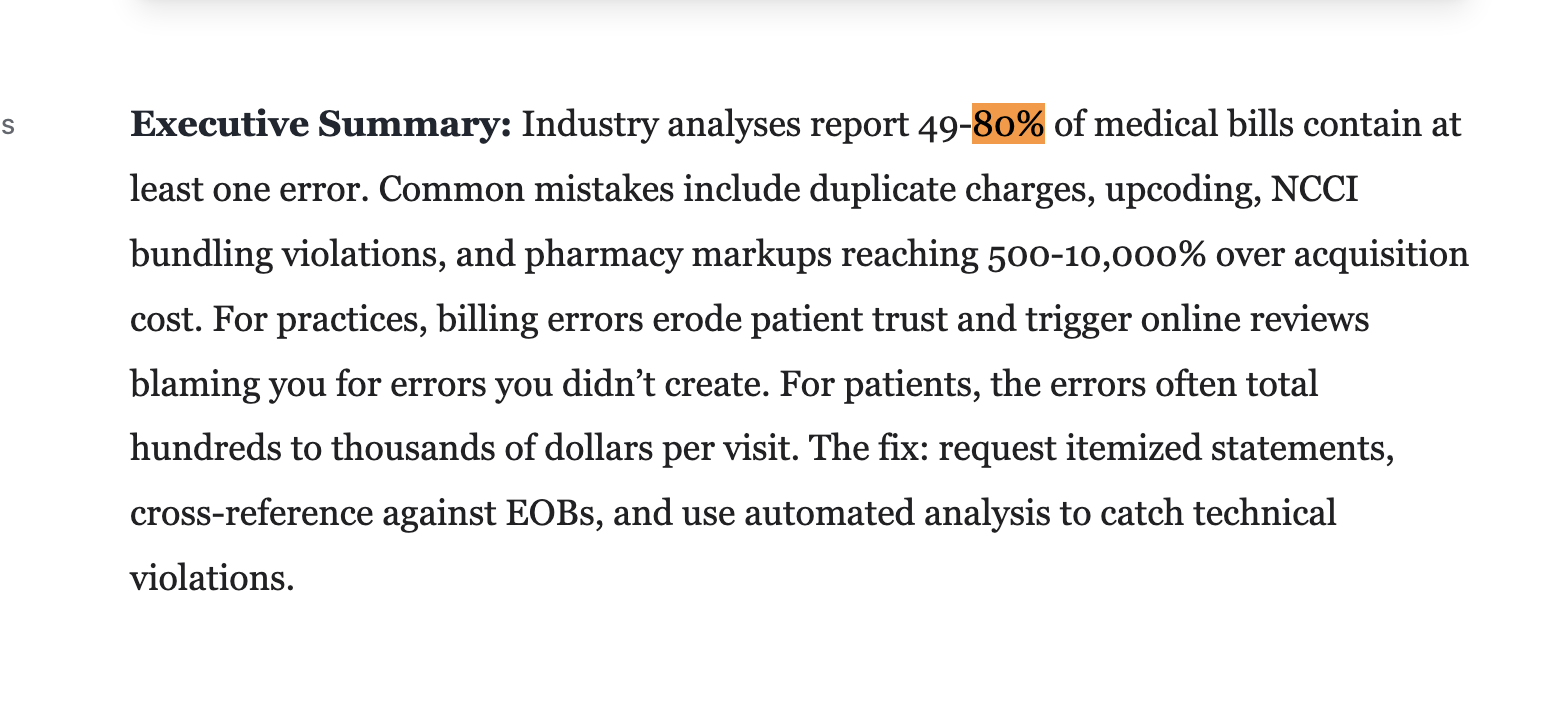 Executive Summary: Industry analyses report 49-80% of medical bills contain at
s
least one error. Common mistakes include duplicate charges, upcoding, NCCI
bundling violations, and pharmacy markups reaching 500-10,000% over acquisition
cost. For practices, billing errors erode patient trust and trigger online reviews
blaming you for errors you didn’t create. For patients, the errors often total
hundreds to thousands of dollars per visit. The fix: request itemized statements,
cross-reference against EOBs, and use automated analysis to catch technical
violations.